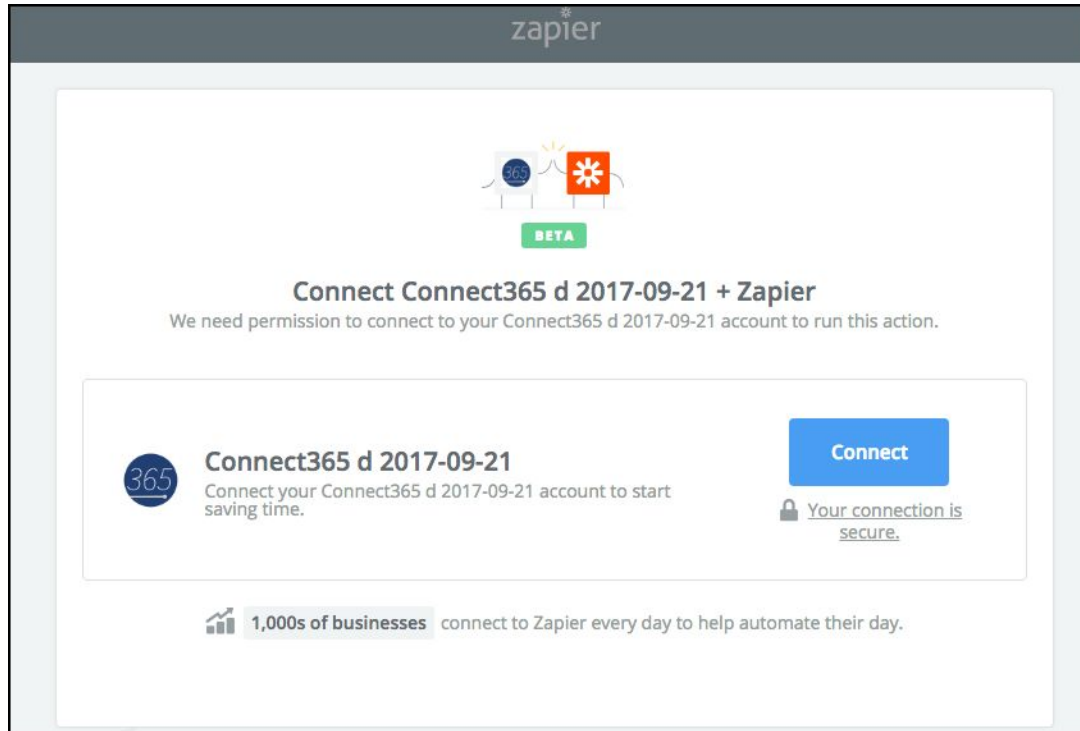 zapier
365
BETA
Connect Connect365 d 2017-09-21 + Zapier
We need permission to connect to your Connect365 d 2017-09-21 account to run this action.
365
Connect365 d 2017-09-21
Connect your Connect365 d 2017-09-21 account to start
saving time.
Connect
Your connection is
secure.
1,000s of businesses connect to Zapier every day to help automate their day.